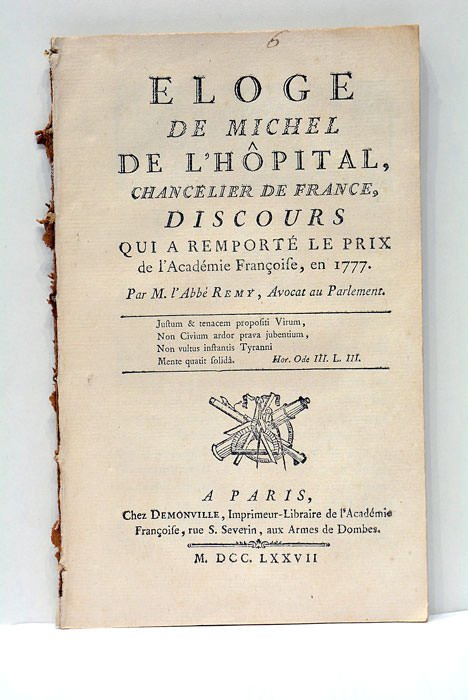 6
ELOGE
DE MICHEL
DE L'HÔPITAL,
CHANCELIER DE FRANCE,
DISCOURS
QUI A REMPORTÉ LE PRIX
de l'Académie Françoiſe, en 1777.
Par M. l'Abbé REMY, Avocat au Parlement.
Juſtum & tenacem propoſiti Virum,
Non Civium ardor prava jubentium,
Non vultus inſtantis Tyranni
Mente quatit ſolidâ. Hor. Ode III. L. III.
A PARIS,
Chez DEMONVILLE, Imprimeur-Libraire de l'Académie
Françoiſe, rue S. Severin, aux Armes de Dombes.
M. DCC. LXXVII